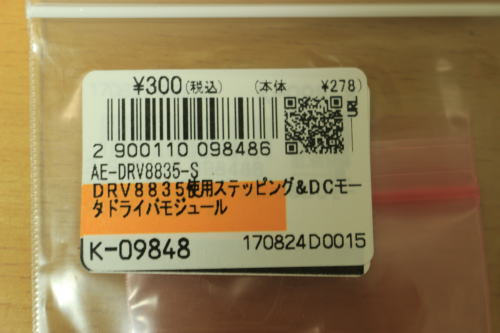 ¥300(税込) (本体 ¥278)
2 900110 098486
AE-DRV8835-S
DRV8835使用ステッピング&DCモー
タドライバモジュール
K-09848 170824D0015